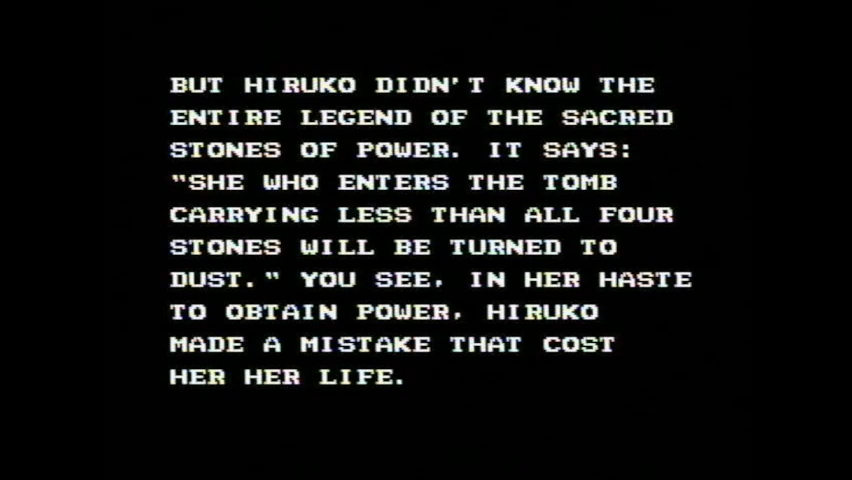 BUT HIRUKO DIDN'T KNOW THE
ENTIRE LEGEND OF THE SACRED
STONES OF POWER. IT SAYS:
"SHE WHO ENTERS THE TOMB
CARRYING LESS THAN ALL FOUR
STONES WILL BE TURNED TO
DUST." YOU SEE, IN HER HASTE
TO OBTAIN POWER, HIRUKO
MADE A MISTAKE THAT COST
HER HER LIFE.